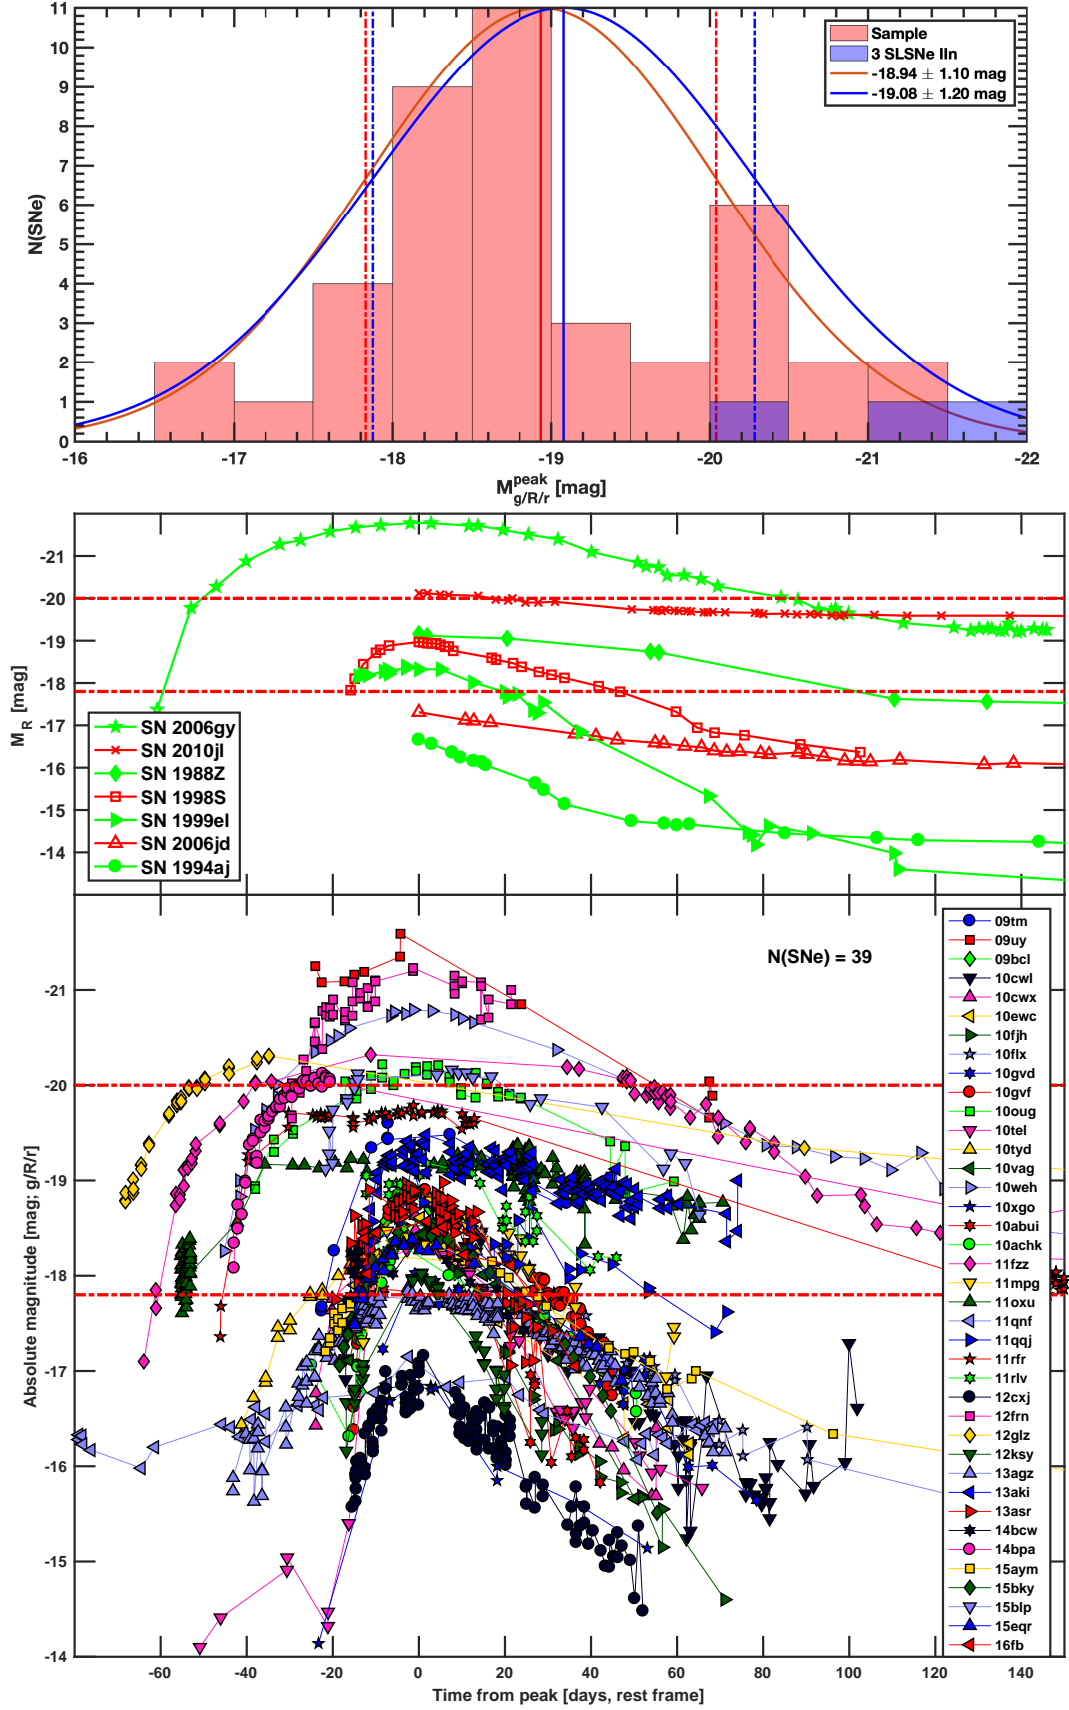 11
10
9
8
7
6
5
4
3
2
1
0
N(SNe)
Sample
3 SLSNe IIn
-18.94 ± 1.10 mag
-19.08 ± 1.20 mag
-16 -17 -18 -19 -20 -21 -22
M peak g/R/r [mag]
-21
-20
-19
-18
-17
-16
-15
-14
M R [mag]
SN 2006gy
SN 2010jl
SN 1988Z
SN 1998S
SN 1999el
SN 2006jd
SN 1994aj
N(SNe) = 39
-21
-20
-19
-18
-17
-16
-15
-14
Absolute magnitude [mag; g/R/r]
09tm
09uy
09bcl
10cwl
10cwx
10ewc
10fjh
10flx
10gvd
10gvf
10oug
10tel
10tyd
10vag
10weh
10xgo
10abui
10achk
11fzz
11mpg
11oxu
11qnf
11qqj
11rfr
11rlv
12cxj
12frn
12glz
12ksy
13agz
13aki
13asr
14bcw
14bpa
15aym
15bky
15blp
15eqr
16fb
-60 -40 -20 0 20 40 60 80 100 120 140
Time from peak [days, rest frame]